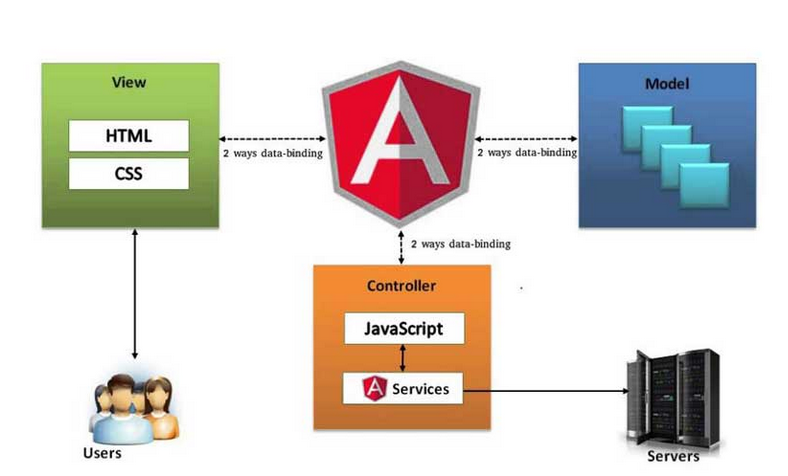 View
HTML
CSS
2 ways data-binding
A
2 ways data-binding
Model
2 ways data-binding
Controller
JavaScript
A Services
Users
Servers